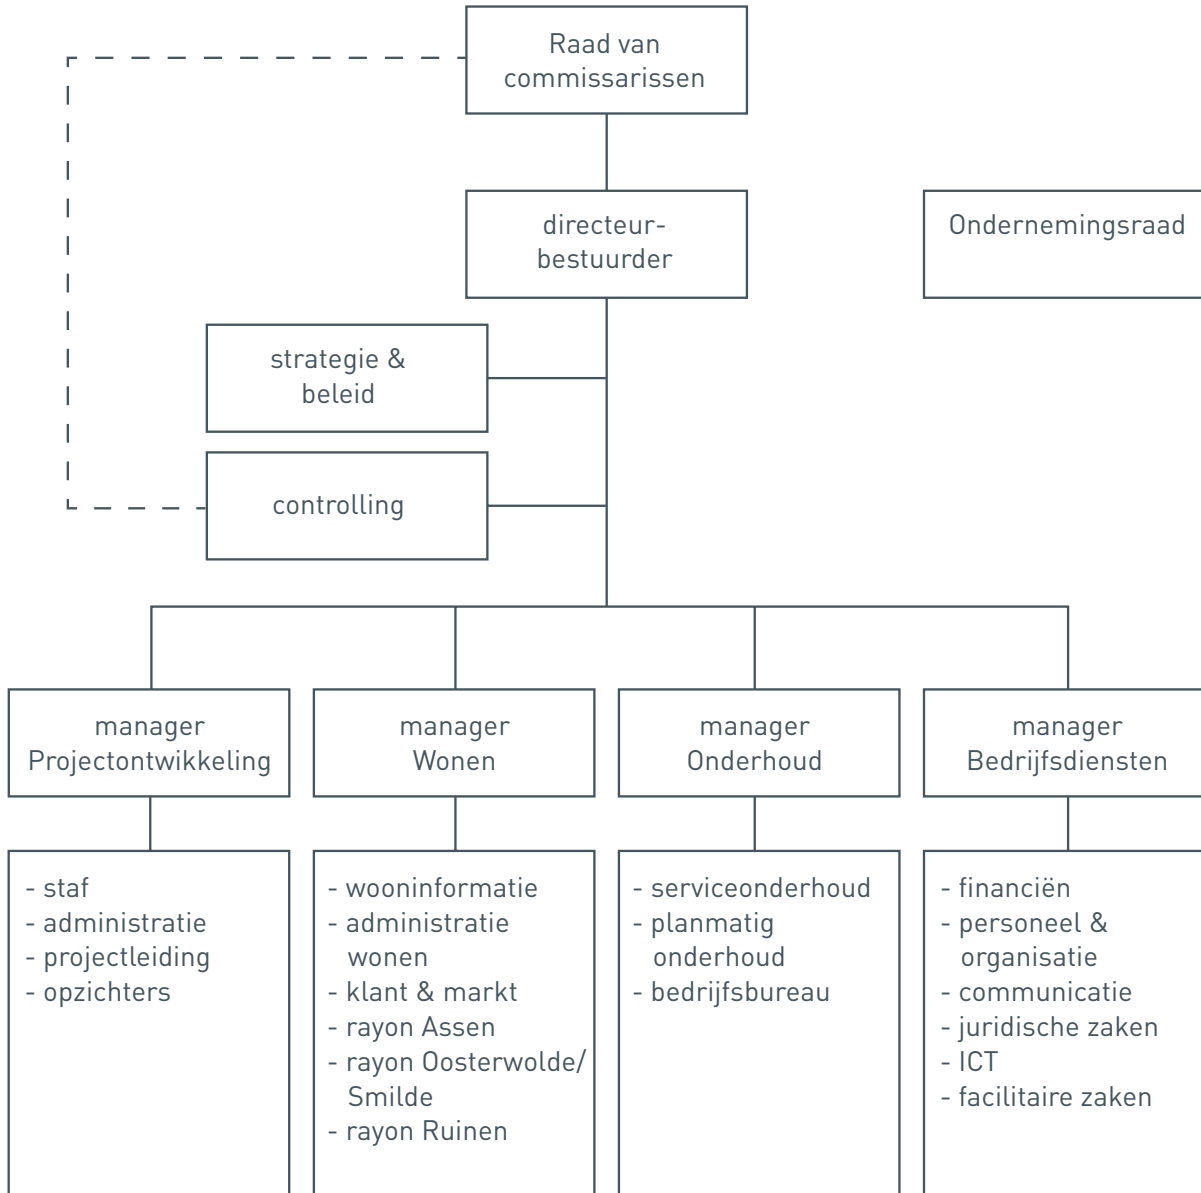 Raad van
commissarissen
directeur-
bestuurder
Ondernemingsraad
strategie &
beleid
controlling
manager
Projectontwikkeling
manager
Wonen
manager
Onderhoud
manager
Bedrijfsdiensten
- staf
- administratie
- projectleiding
- opzichters
- wooninformatie
- administratie
wonen
- klant & markt
- rayon Assen
- rayon Oosterwolde/
Smilde
- rayon Ruinen
- serviceonderhoud
- planmatig
onderhoud
- bedrijfsbureau
- financiën
- personeel &
organisatie
- communicatie
- juridische zaken
- ICT
- facilitaire zaken